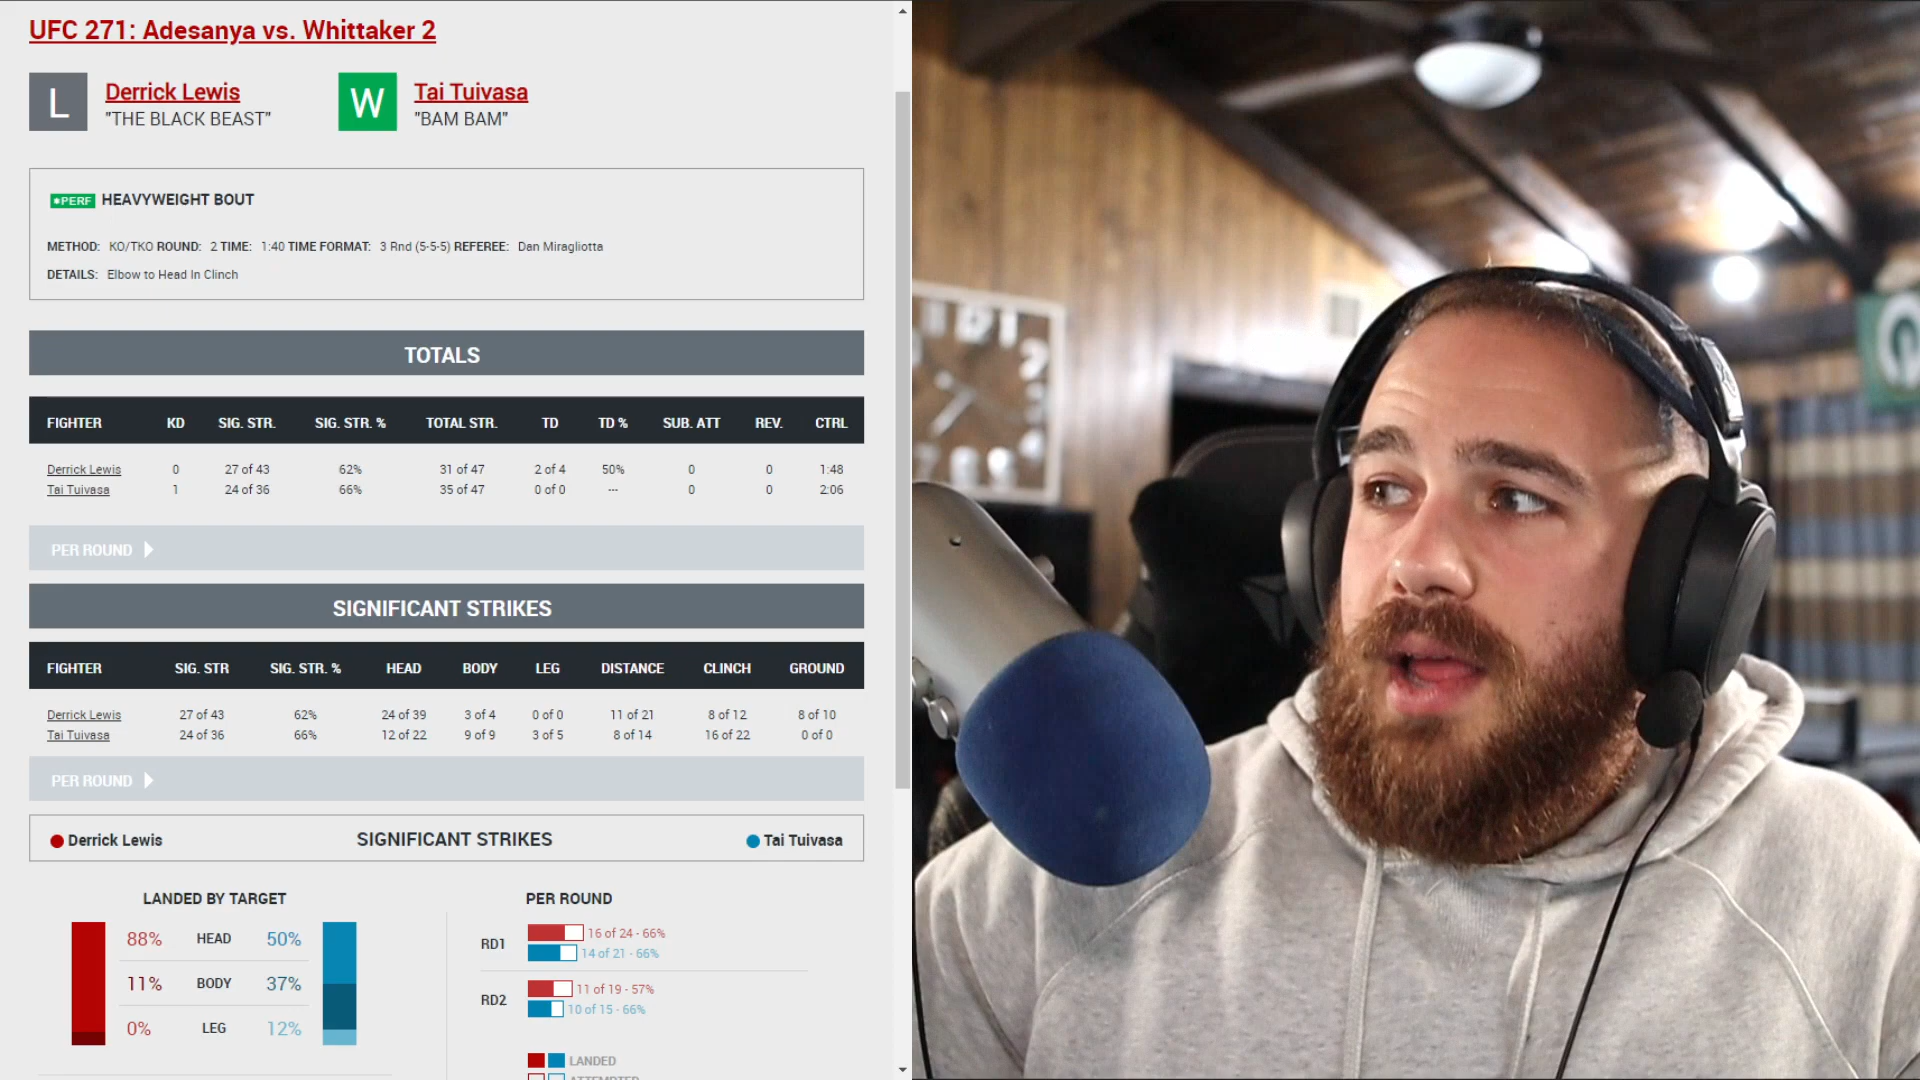 UFC 271: Adesanya vs. Whittaker 2
L Derrick Lewis W Tai Tuivasa
"THE BLACK BEAST" "BAM BAM"
PERF HEAVYWEIGHT BOUT
METHOD: KO/TKO ROUND: 2 TIME: 1:40 TIME FORMAT: 3 Rnd (5-5-5) REFEREE: Dan Miragliotta
DETAILS: Elbow to Head In Clinch
TOTALS
FIGHTER KD SIG. STR. SIG. STR. % TOTAL STR. TD TD % SUB. ATT REV. CTRL
Derrick Lewis 0 27 of 43 62% 31 of 47 2 of 4 50% 0 0 1:48
Tai Tuivasa 1 24 of 36 66% 35 of 47 0 of 0 --- 0 0 2:06
PER ROUND
SIGNIFICANT STRIKES
FIGHTER SIG. STR SIG. STR. % HEAD BODY LEG DISTANCE CLINCH GROUND
Derrick Lewis 27 of 43 62% 24 of 39 3 of 4 0 of 0 11 of 21 8 of 12 8 of 10
Tai Tuivasa 24 of 36 66% 12 of 22 9 of 9 3 of 5 8 of 14 16 of 22 0 of 0
PER ROUND
Derrick Lewis SIGNIFICANT STRIKES Tai Tuivasa
LANDED BY TARGET
88% HEAD 50%
11% BODY 37%
0% LEG 12%
PER ROUND
RD1
16 of 24 - 66%
14 of 21 - 66%
RD2
11 of 19 - 57%
10 of 15 - 66%
LANDED
ATTEMPTED